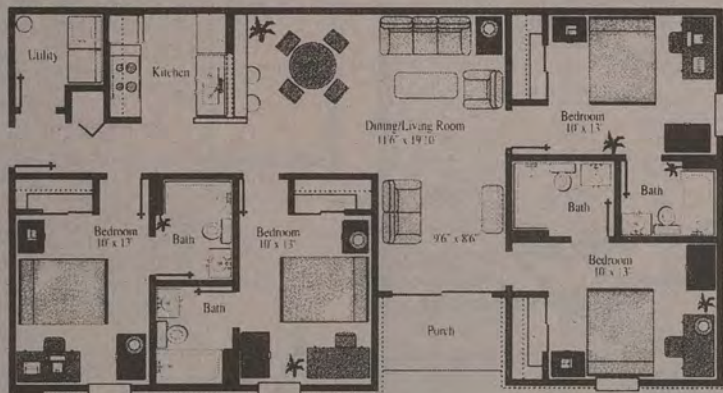 Utility
Kitchen
Dining/Living Room
11'6" x 19'10
Bedroom
10' x 13'
Bath
Bath
Bedroom
10' x 13'
Bedroom
10' x 13'
Bath
Bath
Bedroom
10' x 13'
9'6" x 8'6"
Porch